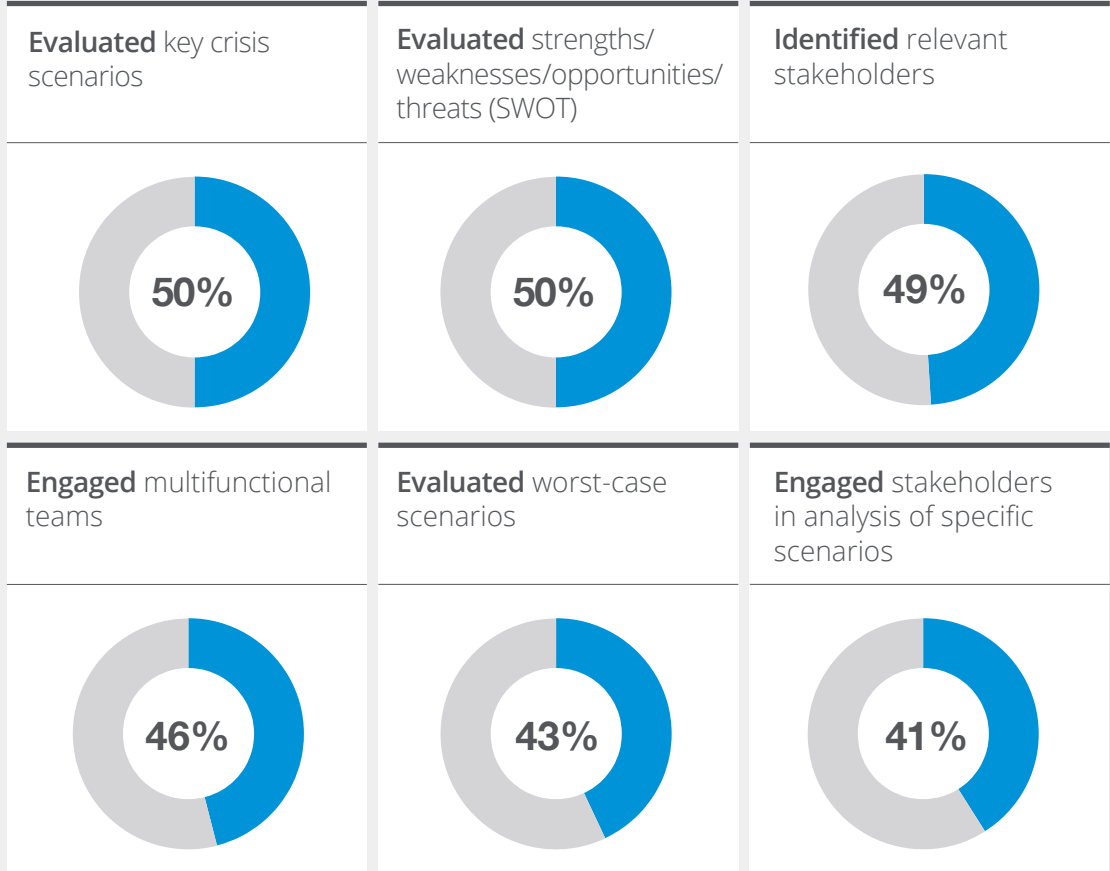 Evaluated key crisis
scenarios
50%
Evaluated strengths/
weaknesses/opportunities/
threats (SWOT)
50%
Identified relevant
stakeholders
49%
Engaged multifunctional
teams
46%
Evaluated worst-case
scenarios
43%
Engaged stakeholders
in analysis of specific
scenarios
41%